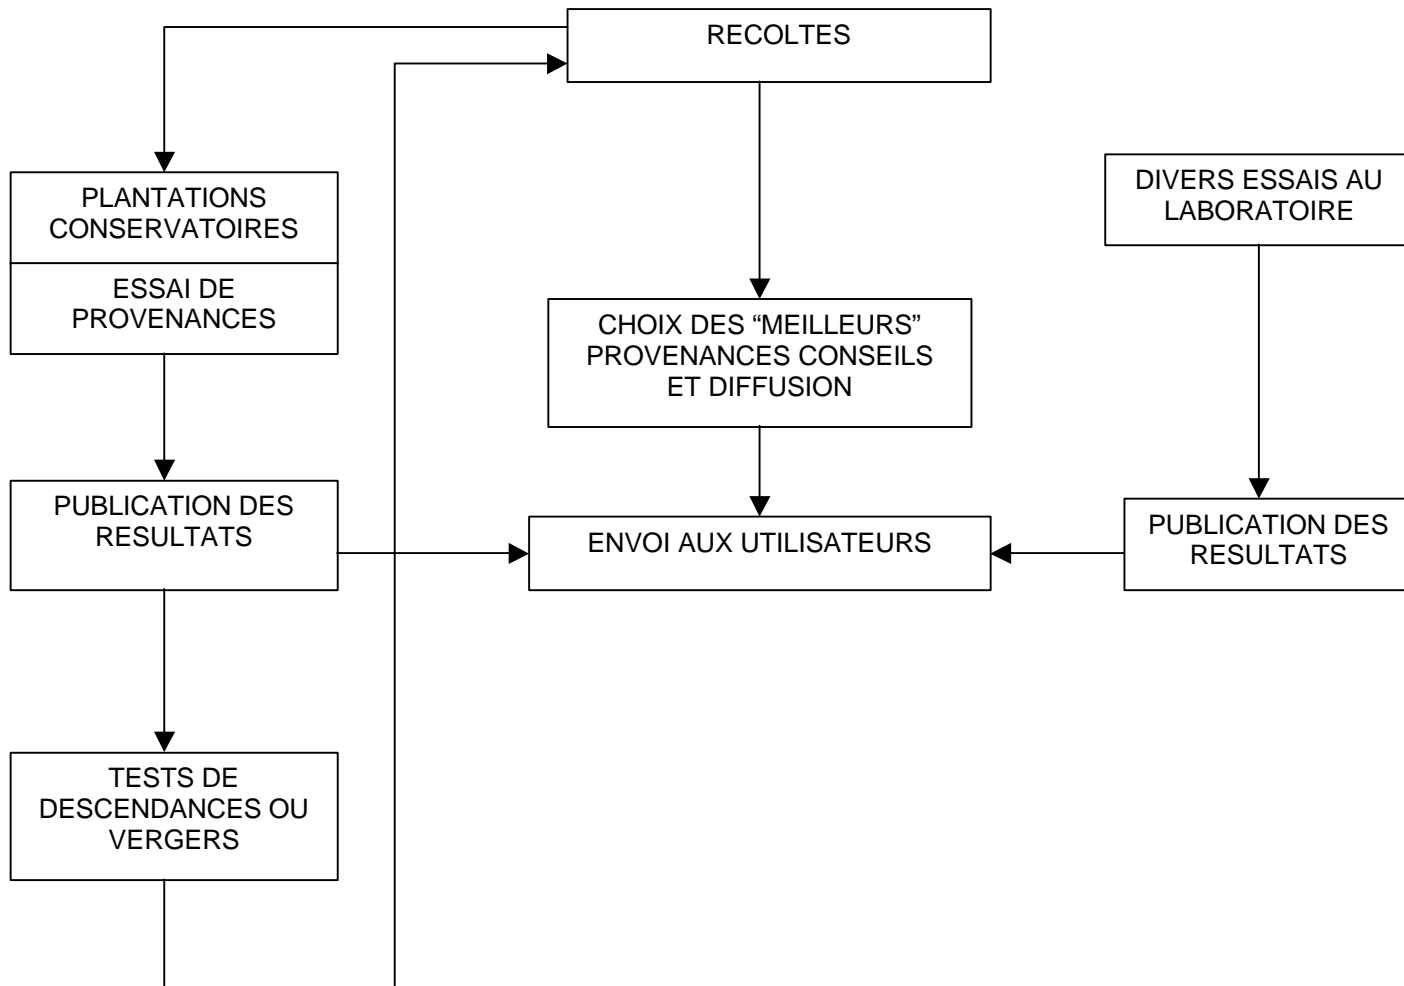 RECOLTES
PLANTATIONS
CONSERVATOIRES
ESSAI DE
PROVENANCES
DIVERS ESSAIS AU
LABORATOIRE
CHOIX DES “MEILLEURS”
PROVENANCES CONSEILS
ET DIFFUSION
PUBLICATION DES
RESULTATS
ENVOI AUX UTILISATEURS
PUBLICATION DES
RESULTATS
TESTS DE
DESCENDANCES OU
VERGERS